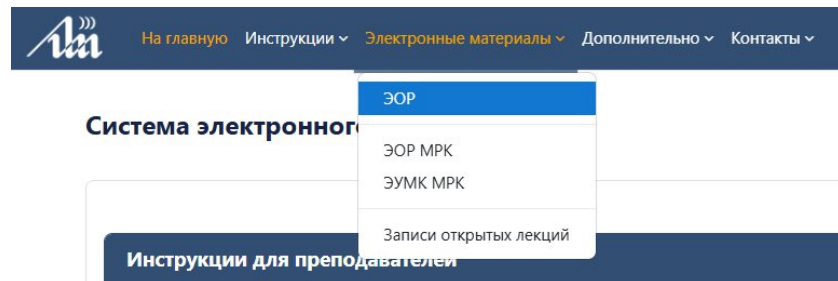 На главную Инструкции Электронные материалы Дополнительно Контакты
ЭОР
Система электронног
ЭОР МРК
ЭУМК МРК
Записи открытых лекций
Инструкции для преподавателей